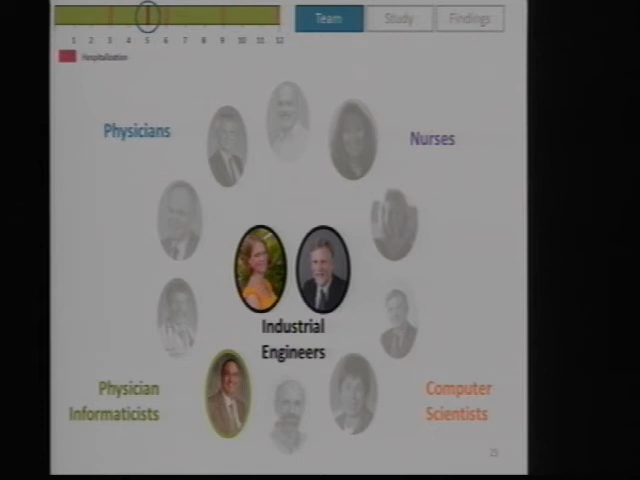 Team
Study
Findings
1 2 3 4 5 6 7 8 9 10 11 12
Hospitalization
Physicians
Nurses
Industrial
Engineers
Physician
Informaticists
Computer
Scientists
25